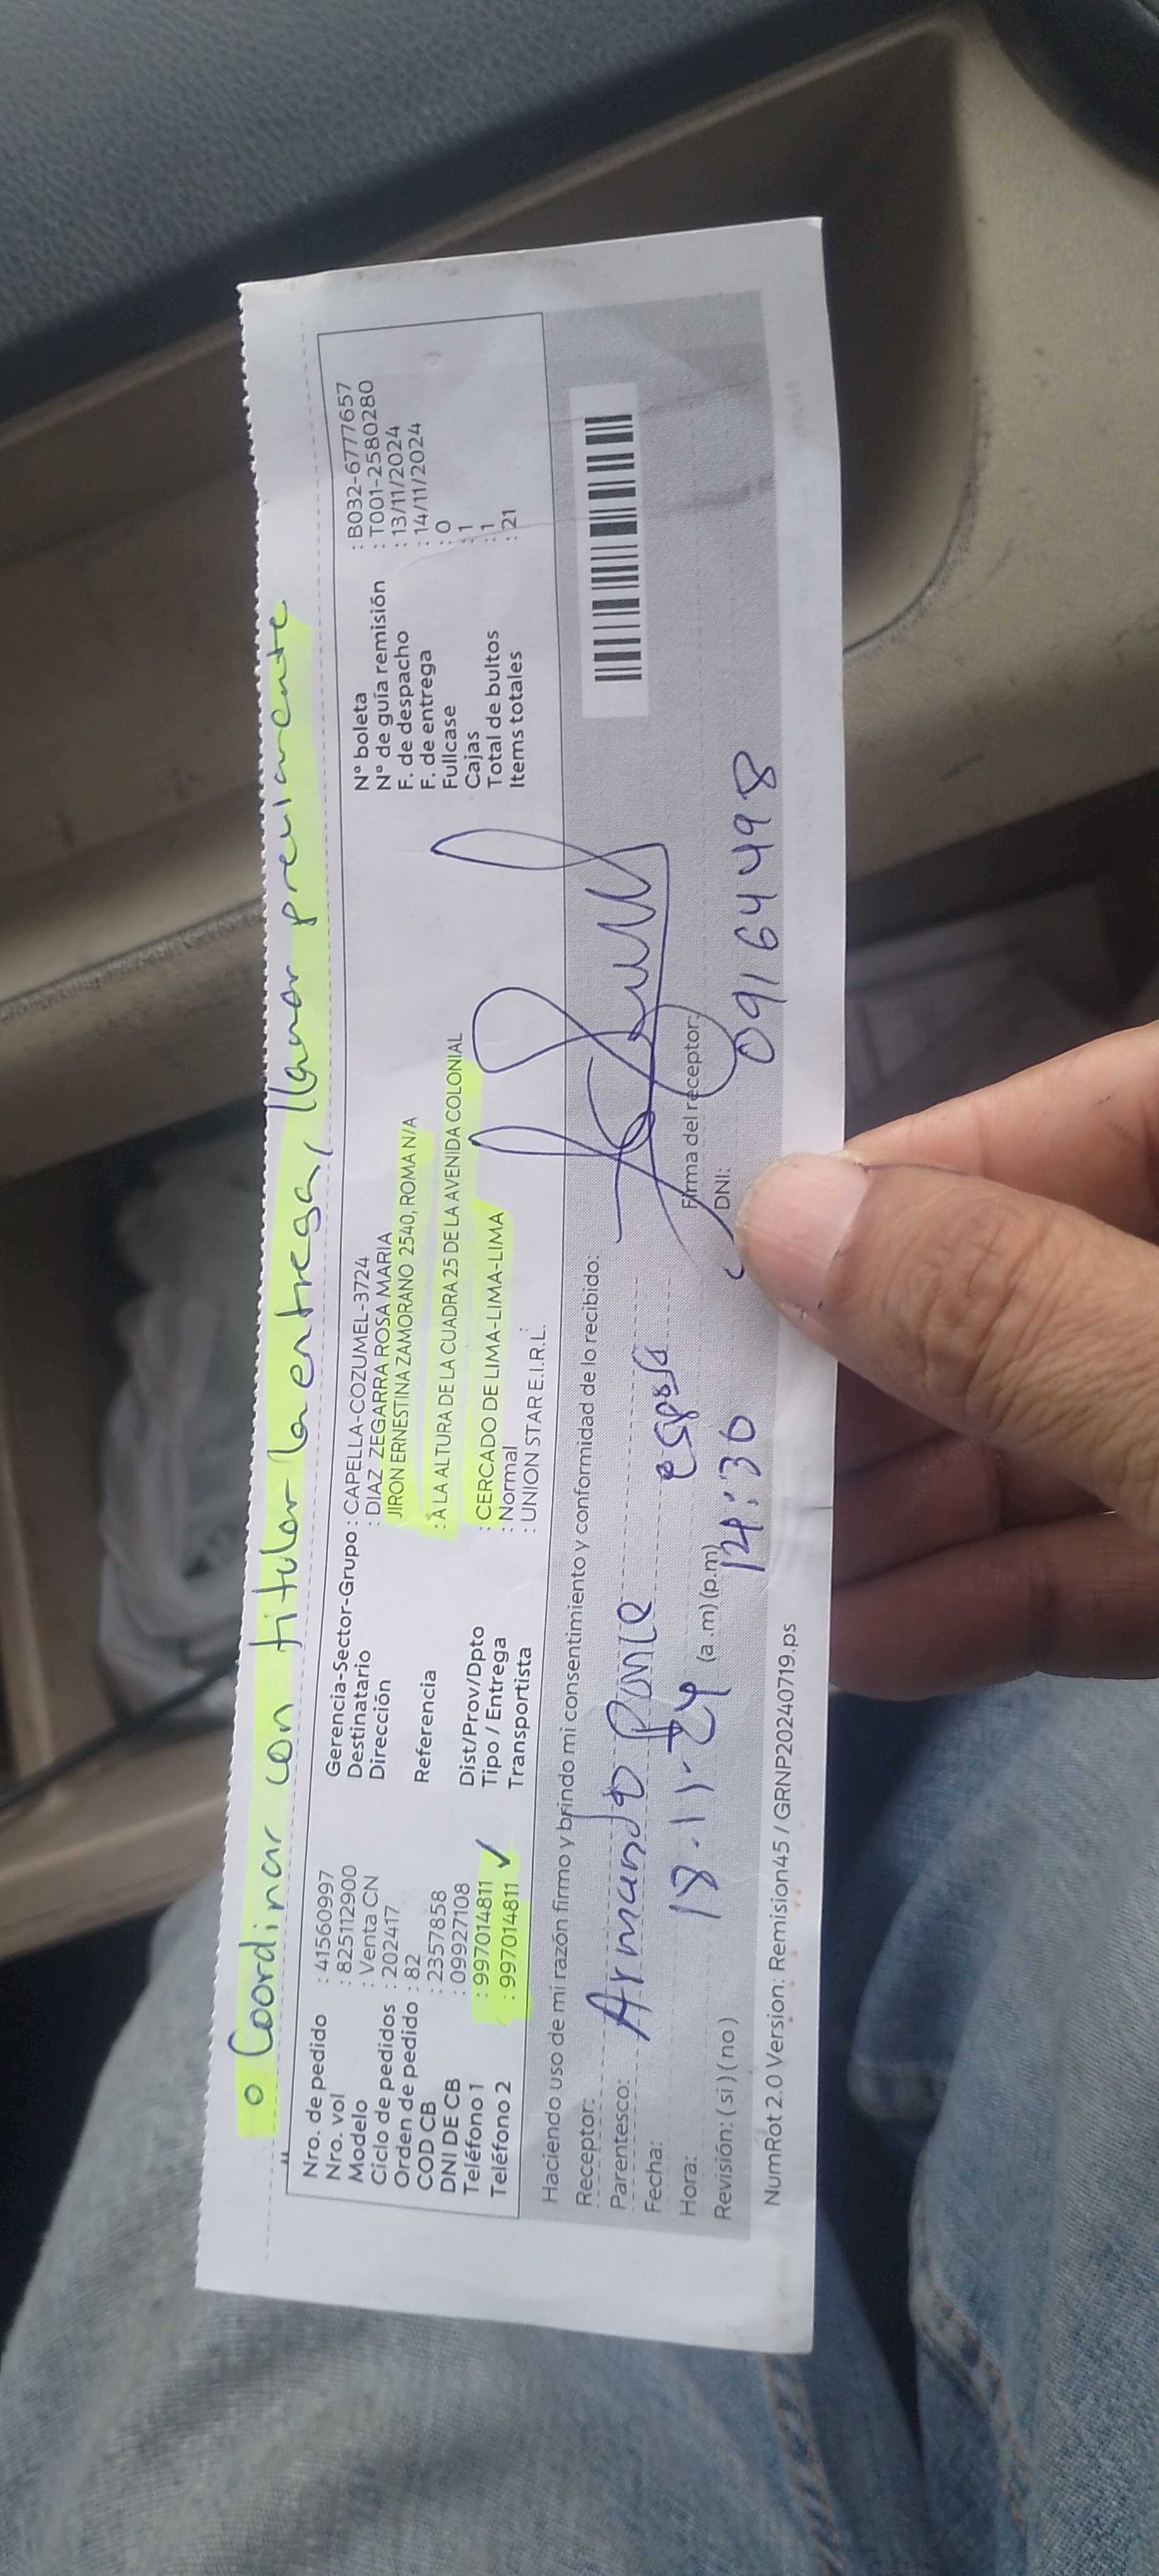 o Coordinar con titular la entrega, llamar previamente.
Nro. de pedido : 41560997
Nro. vol : 825112900
Modelo : Venta CN
Ciclo de pedidos : 202417
Orden de pedido : 82
COD CB : 2357858
DNI DE CB : 09927108
Teléfono 1 : 997014811
Teléfono 2 : 997014811 ✓
Gerencia-Sector-Grupo : CAPELLA-COZUMEL-3724
Destinatario : DIAZ ZEGARRA ROSA MARIA
Dirección JIRON ERNESTINA ZAMORANO 2540, ROMA N/A
Referencia : A LA ALTURA DE LA CUADRA 25 DE LA AVENIDA COLONIAL
Dist/Prov/Dpto : CERCADO DE LIMA-LIMA-LIMA
Tipo / Entrega : Normal
Transportista : UNION STAR E.I.R.L.
N° boleta : B032-6777657
N° de guía remisión : T001-2580280
F. de despacho : 13/11/2024
F. de entrega : 14/11/2024
Fullcase : 0
Cajas : 1
Total de bultos : 1
Items totales : 21
Haciendo uso de mi razón firmo y brindo mi consentimiento y conformidad de lo recibido:
Receptor: Armando Ponce
Parentesco: esposo
Fecha: 18-11-24
Hora: (a.m) (p.m) 14:30
Revisión: (si) (no)
Firma del receptor:
DNI: 09164498
NumRot 2.0 Version: Remision45 / GRNP20240719.ps